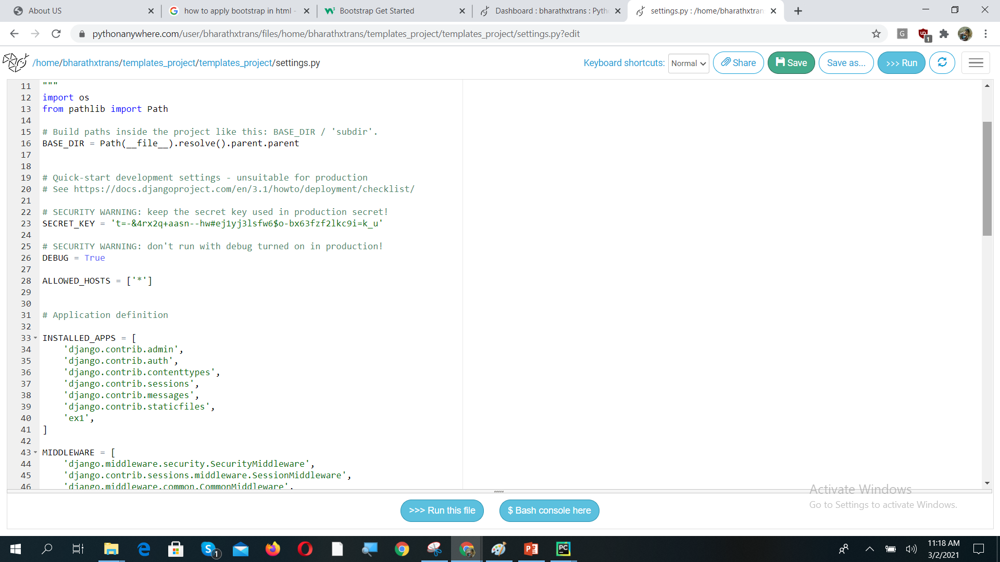 About US
how to apply bootstrap in html -
Bootstrap Get Started
Dashboard : bharathxtrans : Pyth
settings.py : /home/bharathxtran
pythonanywhere.com/user/bharathxtrans/files/home/bharathxtrans/templates_project/templates_project/settings.py?edit
/home/bharathxtrans/templates_project/templates_project/settings.py
Keyboard shortcuts: Normal Share Save Save as... >>> Run
11 """
12 import os
13 from pathlib import Path
14
15 # Build paths inside the project like this: BASE_DIR / 'subdir'.
16 BASE_DIR = Path(__file__).resolve().parent.parent
17
18
19 # Quick-start development settings - unsuitable for production
20 # See https://docs.djangoproject.com/en/3.1/howto/deployment/checklist/
21
22 # SECURITY WARNING: keep the secret key used in production secret!
23 SECRET_KEY = 't=-&4rx2q+aasn--hw#ej1yj3lsfw6$o-bx63fzf2lkc9i=k_u'
24
25 # SECURITY WARNING: don't run with debug turned on in production!
26 DEBUG = True
27
28 ALLOWED_HOSTS = ['*']
29
30
31 # Application definition
32
33 INSTALLED_APPS = [
34     'django.contrib.admin',
35     'django.contrib.auth',
36     'django.contrib.contenttypes',
37     'django.contrib.sessions',
38     'django.contrib.messages',
39     'django.contrib.staticfiles',
40     'ex1',
41 ]
42
43 MIDDLEWARE = [
44     'django.middleware.security.SecurityMiddleware',
45     'django.contrib.sessions.middleware.SessionMiddleware',
46     'django.middleware.common.CommonMiddleware',
Activate Windows
Go to Settings to activate Windows.
>>> Run this file
$ Bash console here
11:18 AM
3/2/2021